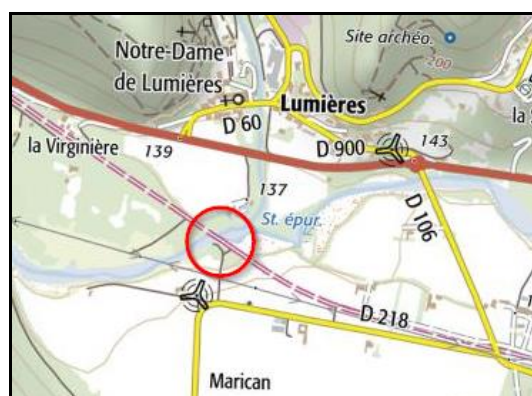 Site archéo.
200
Notre-Dame
de Lumières
Lumières
D 60
la Virginière
139
D 900
143
la
137
St. épur.
D 106
D 218
Marican